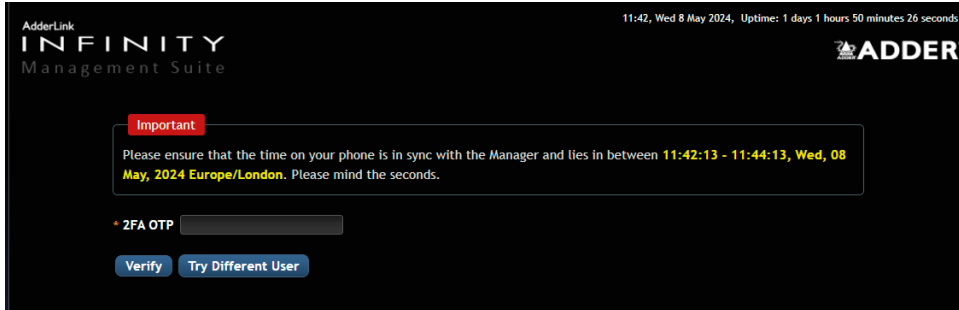 11:42, Wed 8 May 2024, Uptime: 1 days 1 hours 50 minutes 26 seconds
AdderLink
INFINITY
Management Suite
ADDER
Important
Please ensure that the time on your phone is in sync with the Manager and lies in between 11:42:13 - 11:44:13, Wed, 08
May, 2024 Europe/London. Please mind the seconds.
* 2FA OTP
Verify Try Different User